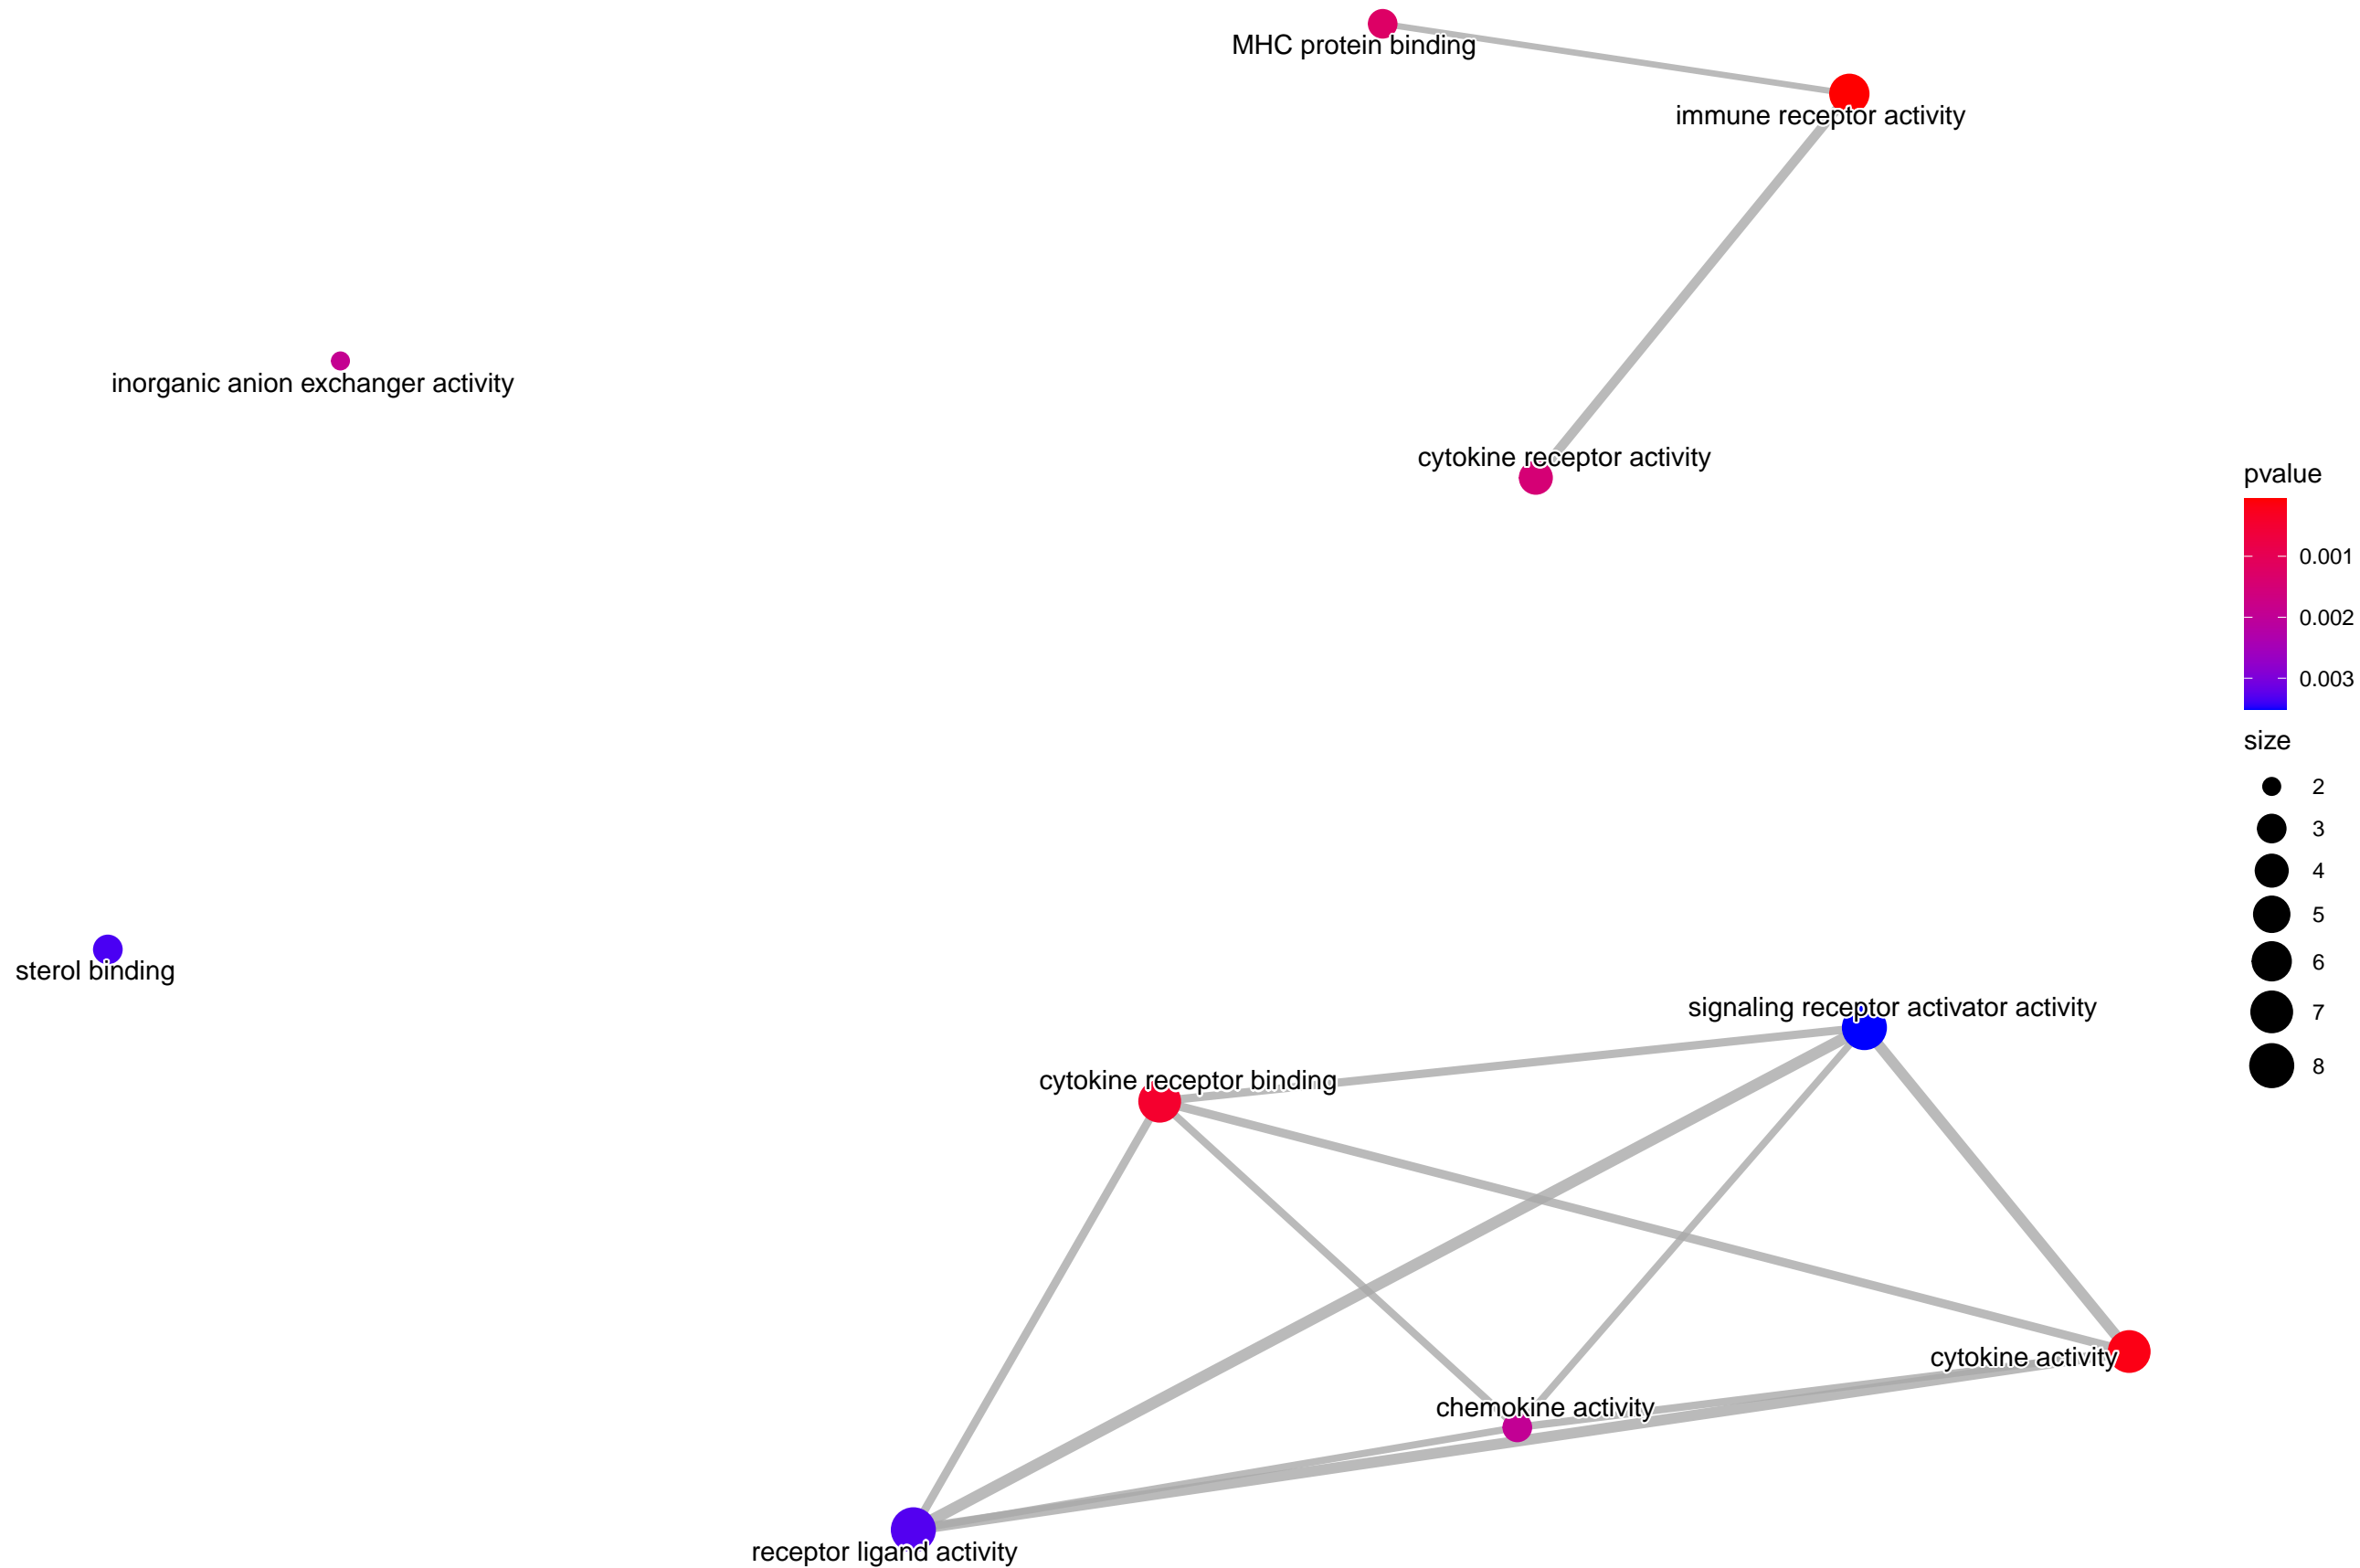 MHC protein binding
immune receptor activity
inorganic anion exchanger activity
cytokine receptor activity
sterol binding
signaling receptor activator activity
cytokine receptor binding
cytokine activity
chemokine activity
receptor ligand activity
pvalue
0.001
0.002
0.003
size
2
3
4
5
6
7
8